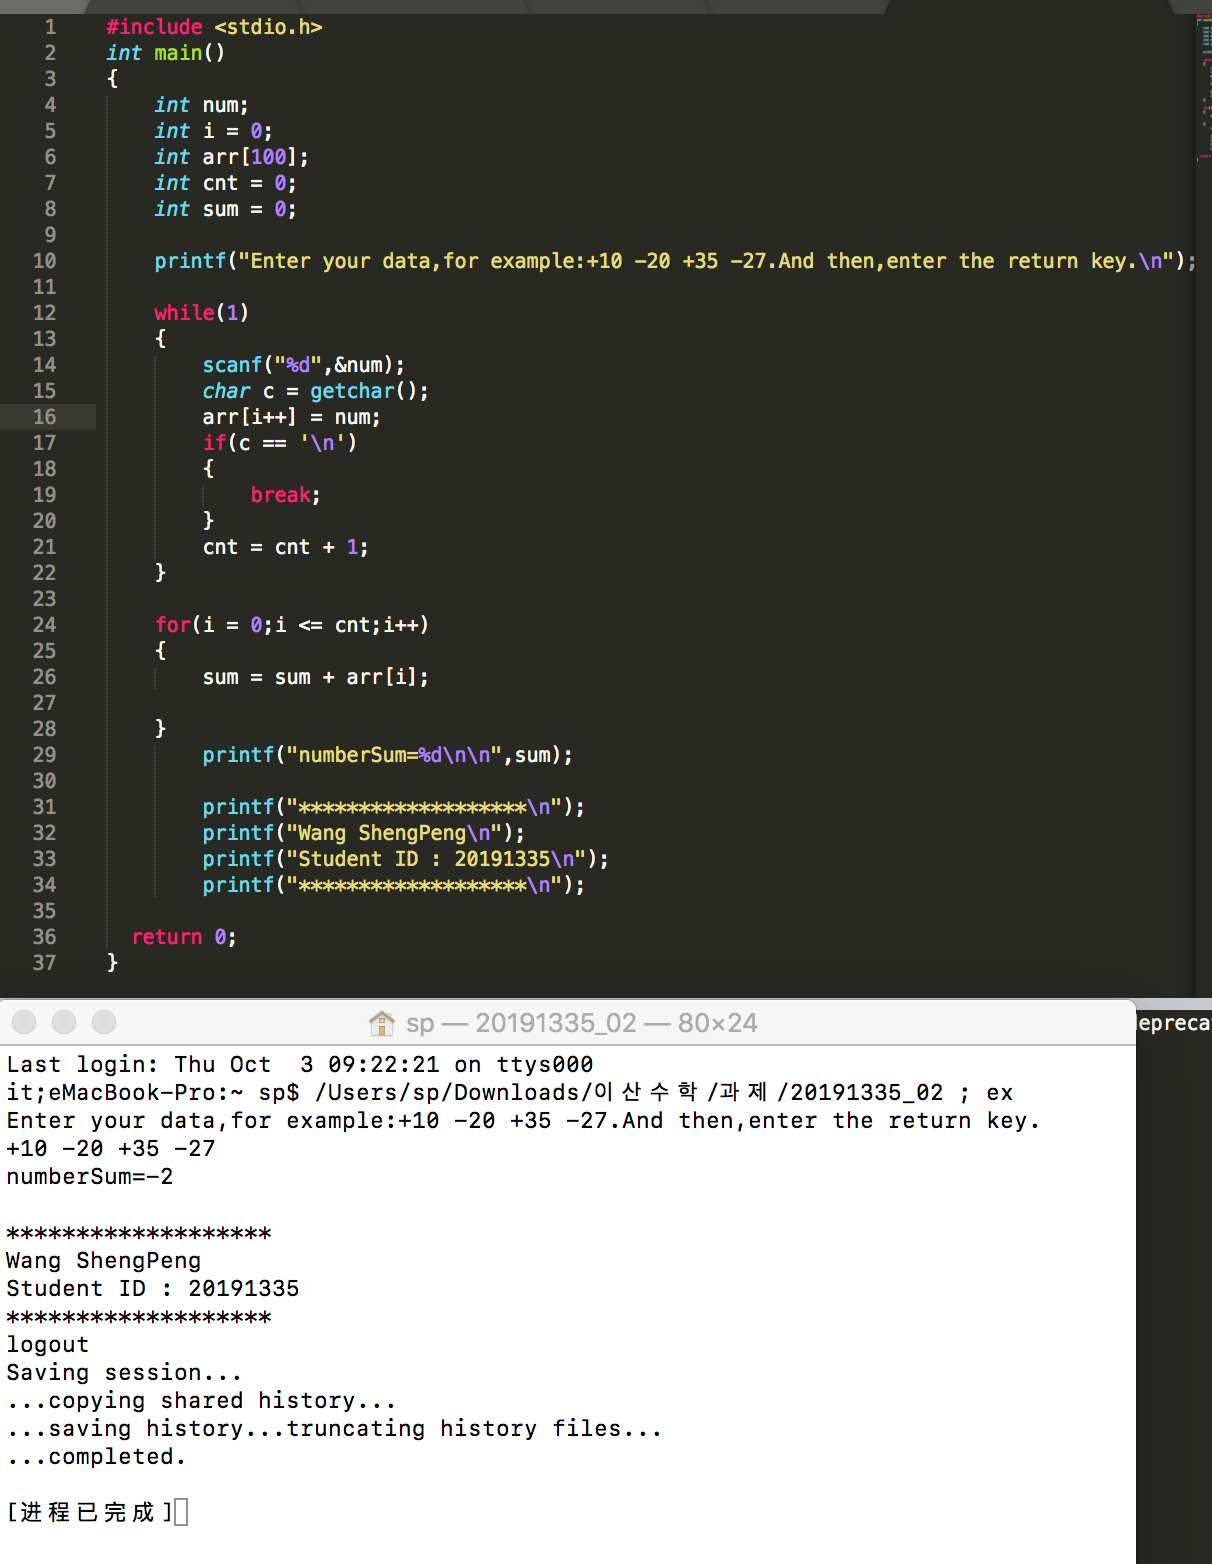 1 #include <stdio.h>
2 int main()
3 {
4 int num;
5 int i = 0;
6 int arr[100];
7 int cnt = 0;
8 int sum = 0;
9
10 printf("Enter your data,for example:+10 -20 +35 -27.And then,enter the return key.\n");
11
12 while(1)
13 {
14 scanf("%d",&num);
15 char c = getchar();
16 arr[i++] = num;
17 if(c == '\n')
18 {
19 break;
20 }
21 cnt = cnt + 1;
22 }
23
24 for(i = 0;i <= cnt;i++)
25 {
26 sum = sum + arr[i];
27
28 }
29 printf("numberSum=%d\n\n",sum);
30
31 printf("*******************\n");
32 printf("Wang ShengPeng\n");
33 printf("Student ID : 20191335\n");
34 printf("*******************\n");
35
36 return 0;
37 }
sp — 20191335_02 — 80×24
Last login: Thu Oct  3 09:22:21 on ttys000
it;eMacBook-Pro:~ sp$ /Users/sp/Downloads/이산수학/과제/20191335_02 ; ex
Enter your data,for example:+10 -20 +35 -27.And then,enter the return key.
+10 -20 +35 -27
numberSum=-2
*******************
Wang ShengPeng
Student ID : 20191335
*******************
logout
Saving session...
...copying shared history...
...saving history...truncating history files...
...completed.
[进程已完成]